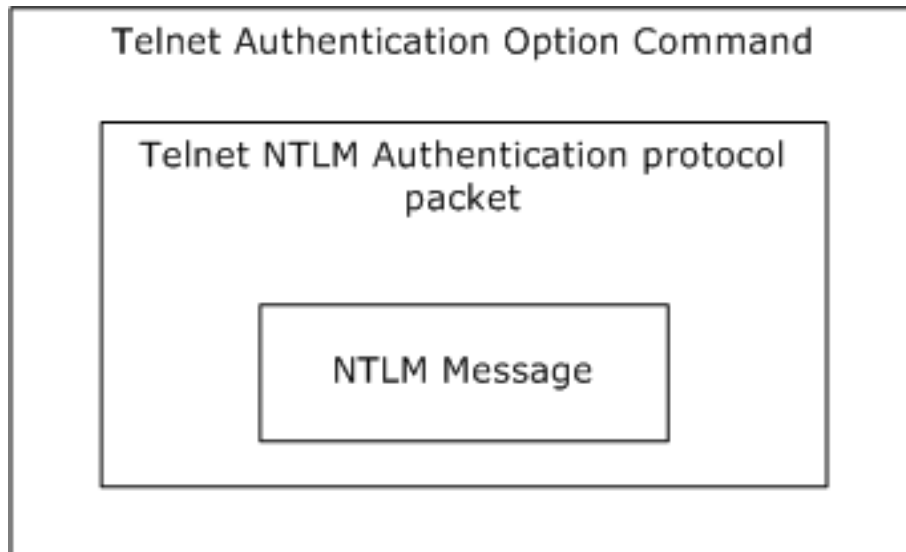 Telnet Authentication Option Command
Telnet NTLM Authentication protocol
packet
NTLM Message